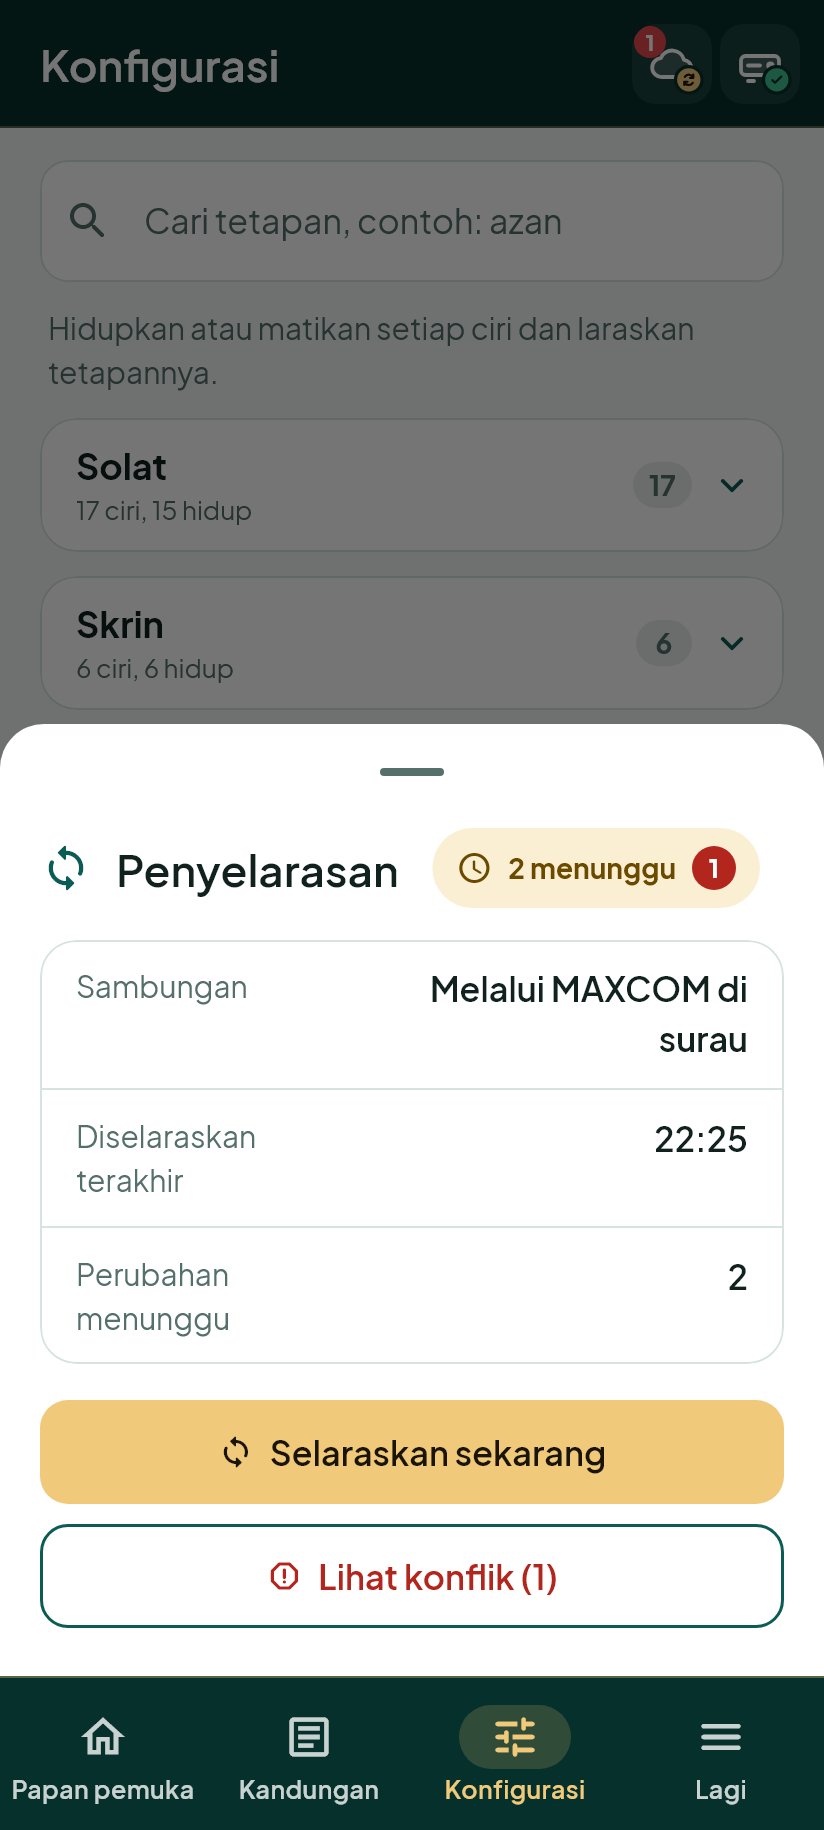 Konfigurasi
1
Cari tetapan, contoh: azan
Hidupkan atau matikan setiap ciri dan laraskan
tetapannya.
Solat
17 ciri, 15 hidup
17
Skrin
6 ciri, 6 hidup
6
Penyelarasan
2 menunggu
1
Sambungan
Melalui MAXCOM di
surau
Diselaraskan
terakhir
22:25
Perubahan
menunggu
2
Selaraskan sekarang
Lihat konflik (1)
Papan pemuka
Kandungan
Konfigurasi
Lagi